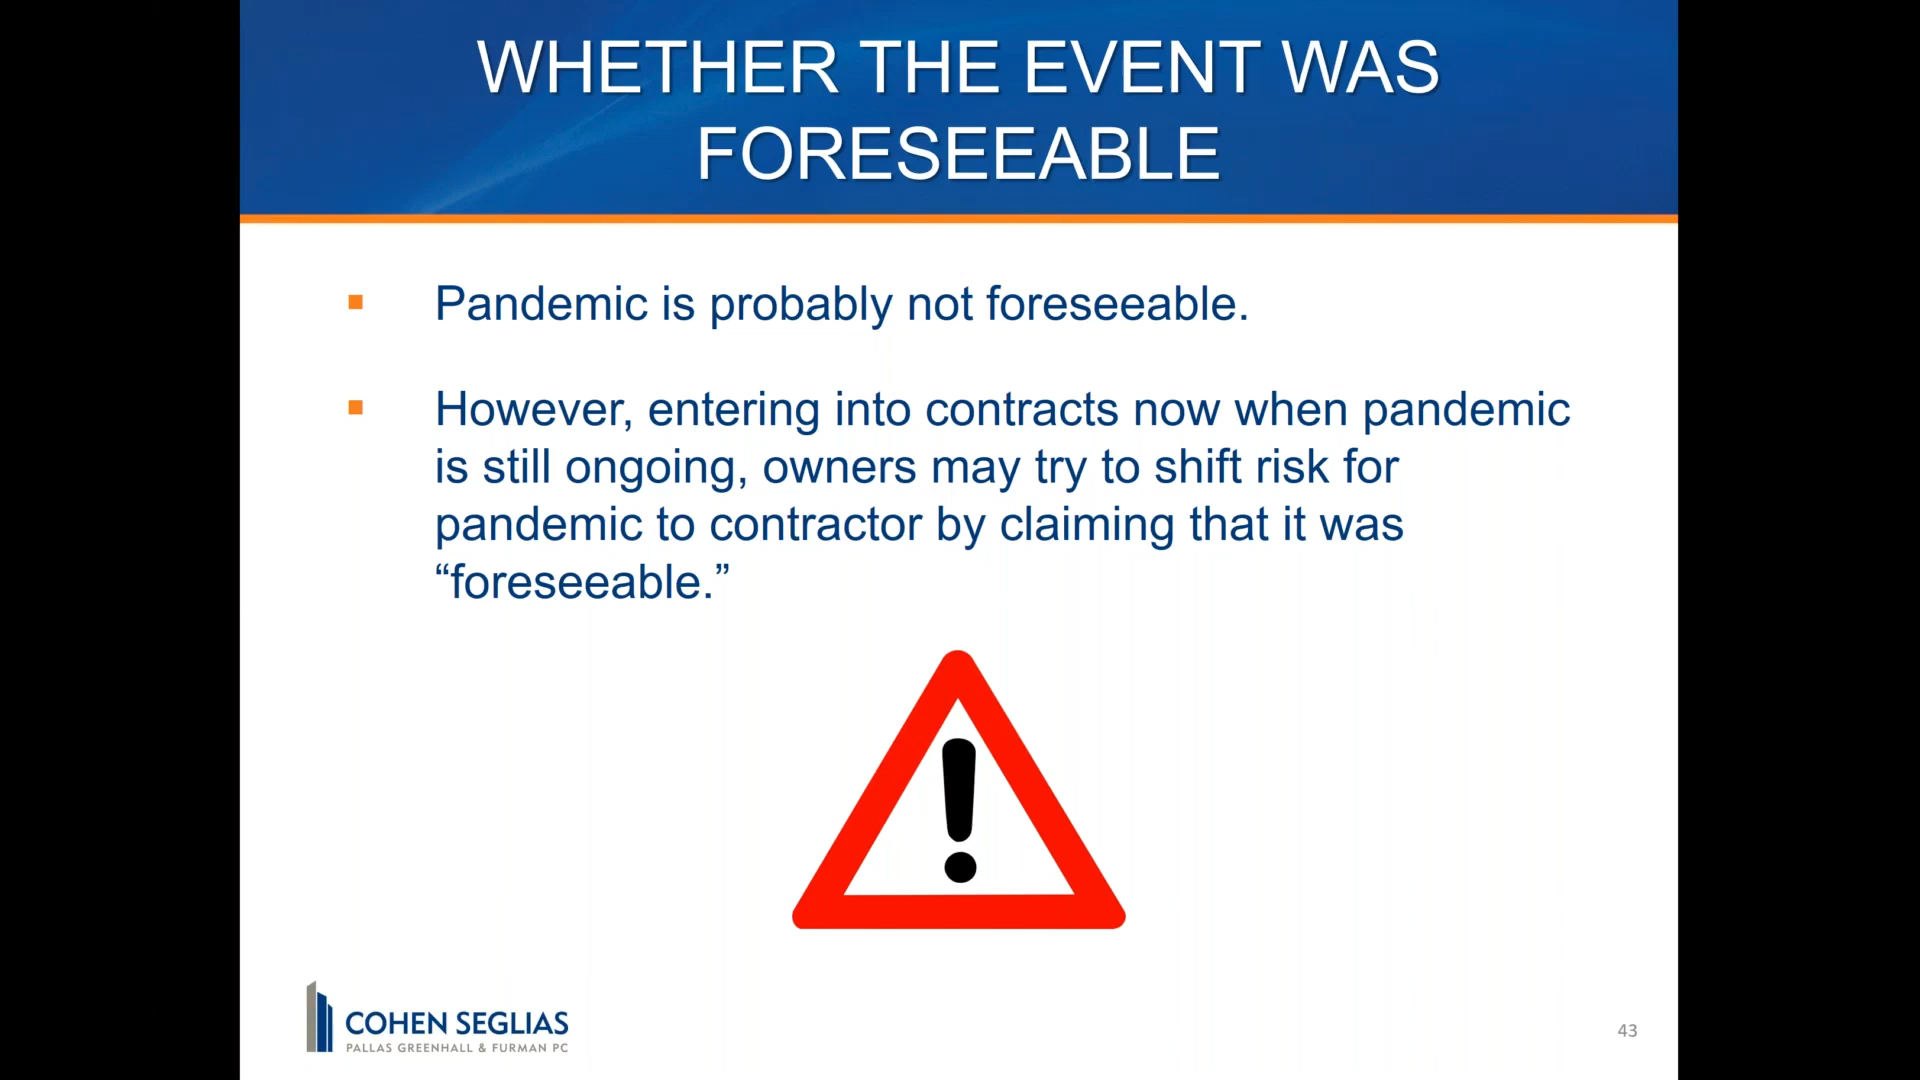 WHETHER THE EVENT WAS
FORESEEABLE
▪ Pandemic is probably not foreseeable.
▪ However, entering into contracts now when pandemic
is still ongoing, owners may try to shift risk for
pandemic to contractor by claiming that it was
“foreseeable.”
COHEN SEGLIAS
PALLAS GREENHALL & FURMAN PC
43